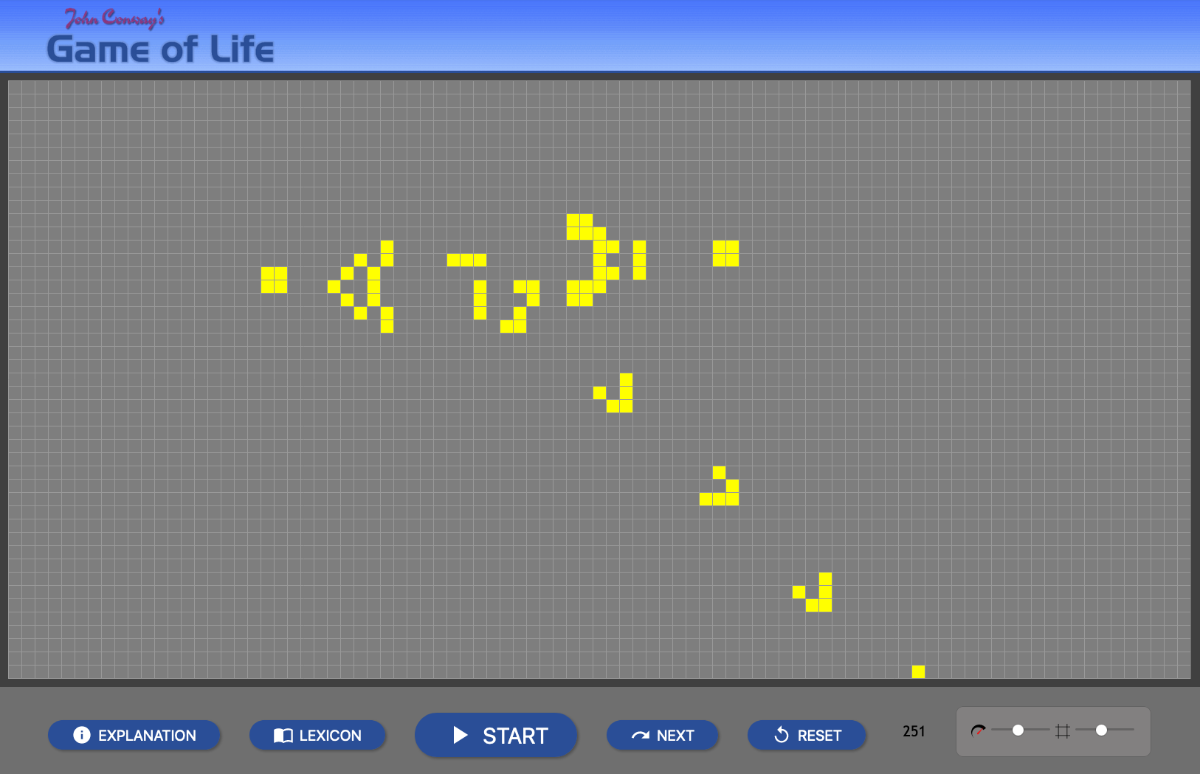 John Conway's
Game of Life
EXPLANATION
LEXICON
START
NEXT
RESET
251